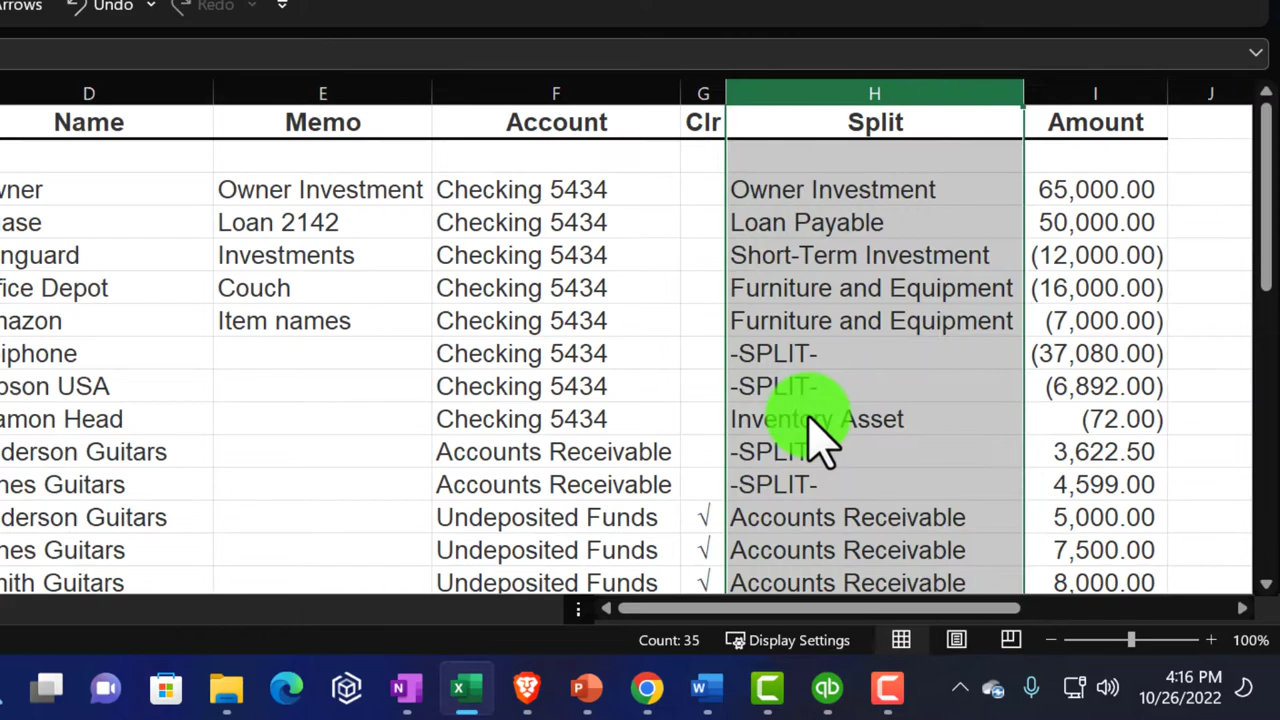 rrows Undo Redo
D E F G H I J
Name Memo Account Clr Split Amount
wner Owner Investment Checking 5434 Owner Investment 65,000.00
ase Loan 2142 Checking 5434 Loan Payable 50,000.00
nguard Investments Checking 5434 Short-Term Investment (12,000.00)
fice Depot Couch Checking 5434 Furniture and Equipment (16,000.00)
nazon Item names Checking 5434 Furniture and Equipment (7,000.00)
iphone Checking 5434 -SPLIT- (37,080.00)
oson USA Checking 5434 -SPLIT- (6,892.00)
amon Head Checking 5434 Inventory Asset (72.00)
derson Guitars Accounts Receivable -SPLIT- 3,622.50
nes Guitars Accounts Receivable -SPLIT- 4,599.00
derson Guitars Undeposited Funds √ Accounts Receivable 5,000.00
nes Guitars Undeposited Funds √ Accounts Receivable 7,500.00
nith Guitars Undeposited Funds √ Accounts Receivable 8,000.00
Count: 35 Display Settings 100%
4:16 PM
10/26/2022